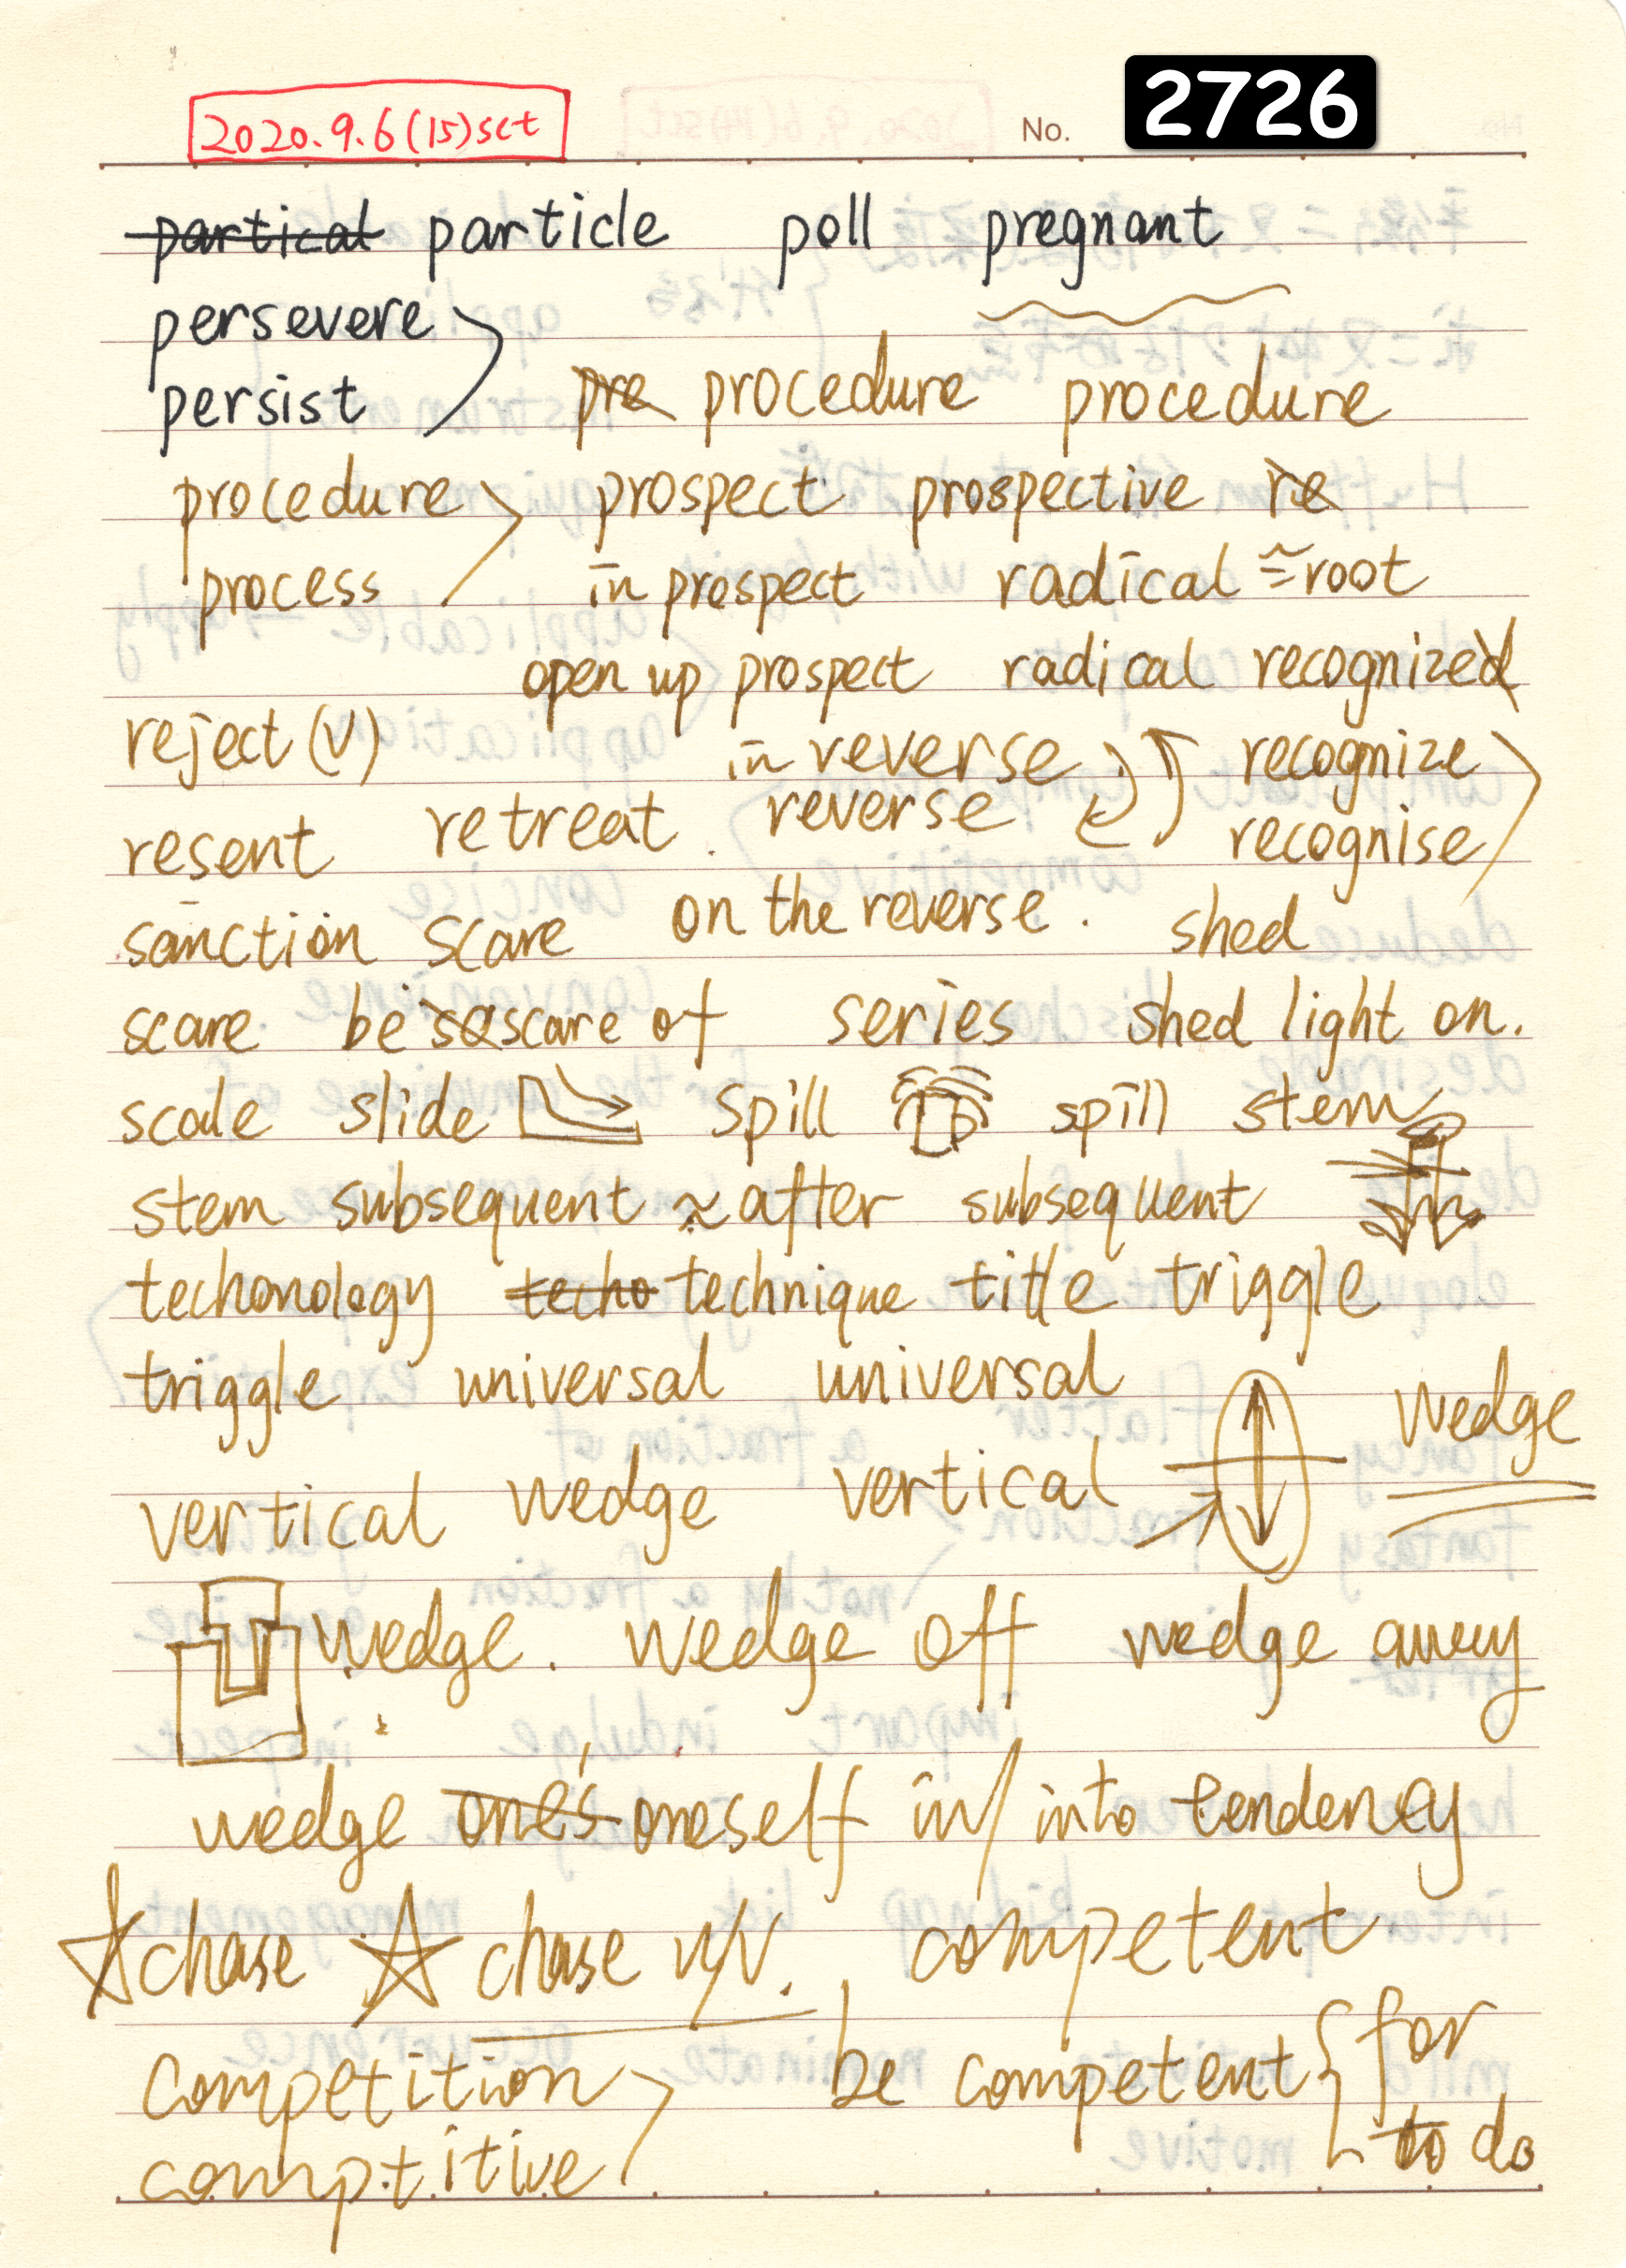 2020.9.6(15)sct No. 2726
partical particle poll pregnant
persevere
persist pre procedure procedure
procedure prospect prospective re
process in prospect radical ≅root
open up prospect radical recognized
reject (v) in reverse recognize
resent retreat. reverse recognise
sanction scare on the reverse. shed
scare be sascare of series shed light on.
scale slide spill spill stem
stem subsequent ≈after subsequent
techonology techo technique title triggle
triggle universal universal
vertical wedge vertical wedge
wedge. wedge off wedge away
wedge one's oneself in/into tendency
☆chase ☆ chase n/v. competent
competition be competent { for
comptitive to do